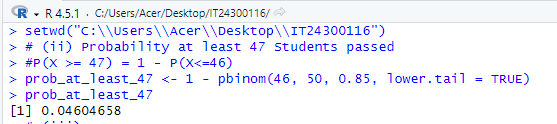 R 4.5.1 · C:/Users/Acer/Desktop/IT24300116/
> setwd("C:\\Users\\Acer\\Desktop\\IT24300116")
> # (ii) Probability at least 47 Students passed
> #P(X >= 47) = 1 - P(X<=46)
> prob_at_least_47 <- 1 - pbinom(46, 50, 0.85, lower.tail = TRUE)
> prob_at_least_47
[1] 0.04604658